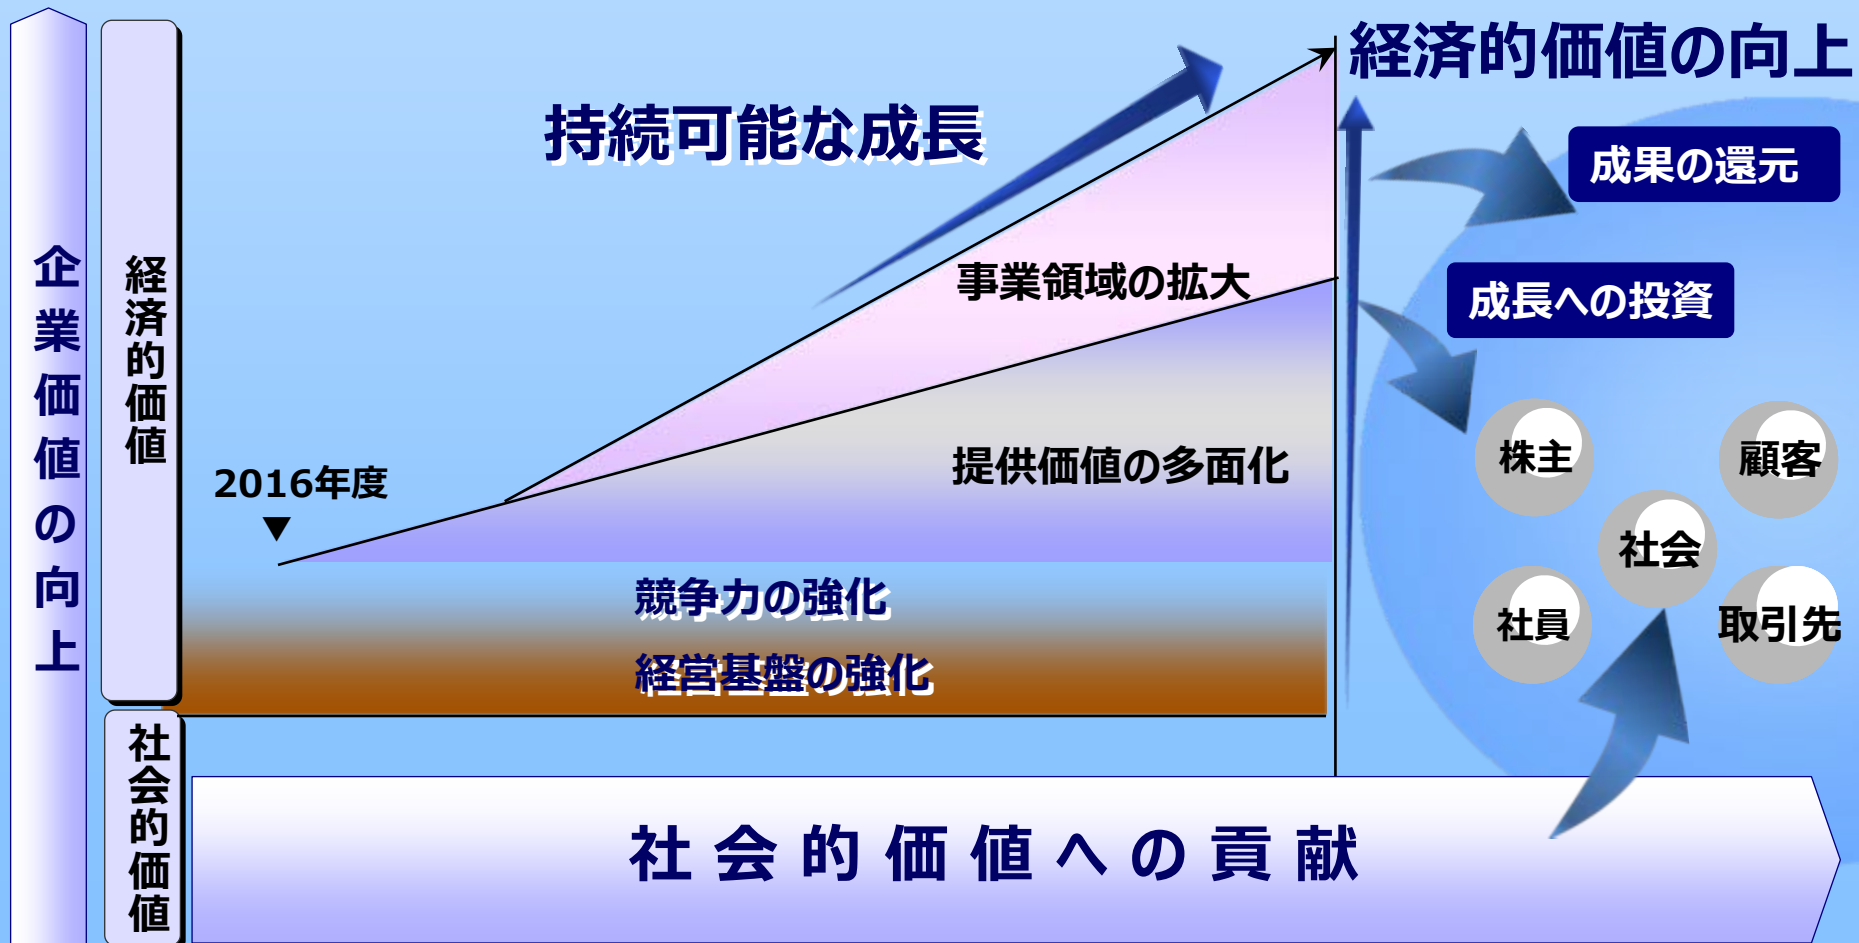 企業価値の向上
経済的価値
社会的価値
経済的価値の向上
持続可能な成長
成果の還元
事業領域の拡大
成長への投資
提供価値の多面化
2016年度
▼
株主
顧客
社会
社員
取引先
競争力の強化
経営基盤の強化
社会的価値への貢献